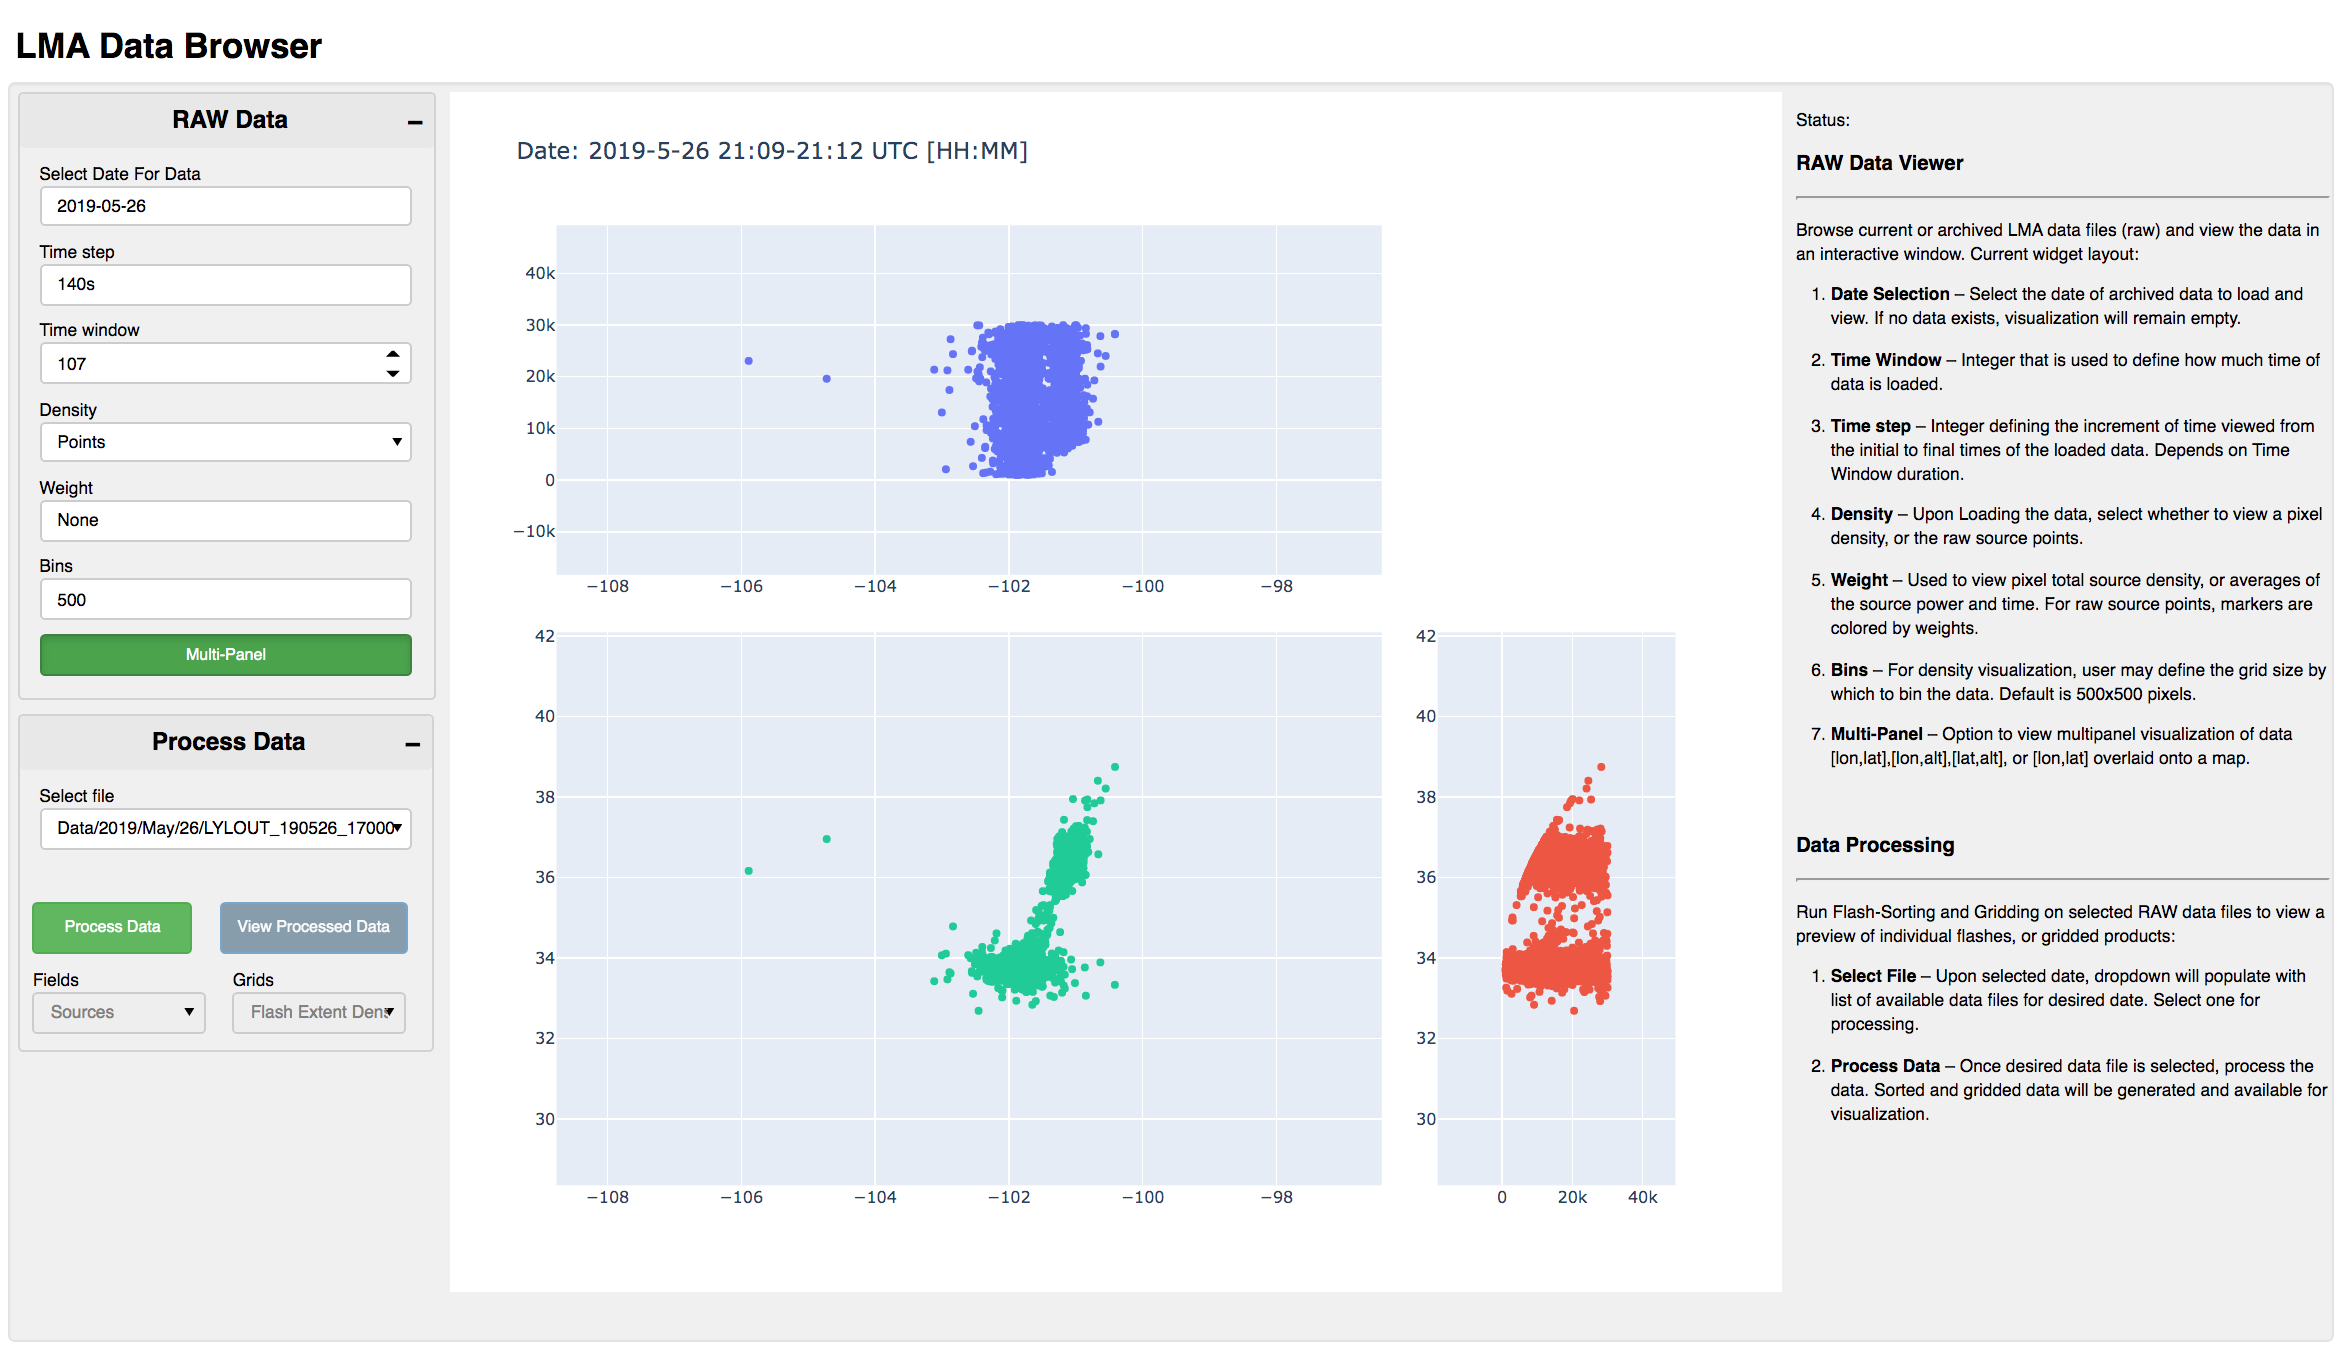 LMA Data Browser
RAW Data
–
Select Date For Data
2019-05-26
Time step
140s
Time window
107
Density
Points
Weight
None
Bins
500
Multi-Panel
Process Data
–
Select file
Data/2019/May/26/LYLOUT_190526_17000
Process Data
View Processed Data
Fields
Grids
Sources
Flash Extent Dens
Date: 2019-5-26 21:09-21:12 UTC [HH:MM]
40k
30k
20k
10k
0
−10k
−108 −106 −104 −102 −100 −98
42
40
38
36
34
32
30
−108 −106 −104 −102 −100 −98
42
40
38
36
34
32
30
0 20k 40k
Status:
RAW Data Viewer
Browse current or archived LMA data files (raw) and view the data in
an interactive window. Current widget layout:
1. Date Selection – Select the date of archived data to load and
view. If no data exists, visualization will remain empty.
2. Time Window – Integer that is used to define how much time of
data is loaded.
3. Time step – Integer defining the increment of time viewed from
the initial to final times of the loaded data. Depends on Time
Window duration.
4. Density – Upon Loading the data, select whether to view a pixel
density, or the raw source points.
5. Weight – Used to view pixel total source density, or averages of
the source power and time. For raw source points, markers are
colored by weights.
6. Bins – For density visualization, user may define the grid size by
which to bin the data. Default is 500x500 pixels.
7. Multi-Panel – Option to view multipanel visualization of data
[lon,lat],[lon,alt],[lat,alt], or [lon,lat] overlaid onto a map.
Data Processing
Run Flash-Sorting and Gridding on selected RAW data files to view a
preview of individual flashes, or gridded products:
1. Select File – Upon selected date, dropdown will populate with
list of available data files for desired date. Select one for
processing.
2. Process Data – Once desired data file is selected, process the
data. Sorted and gridded data will be generated and available for
visualization.